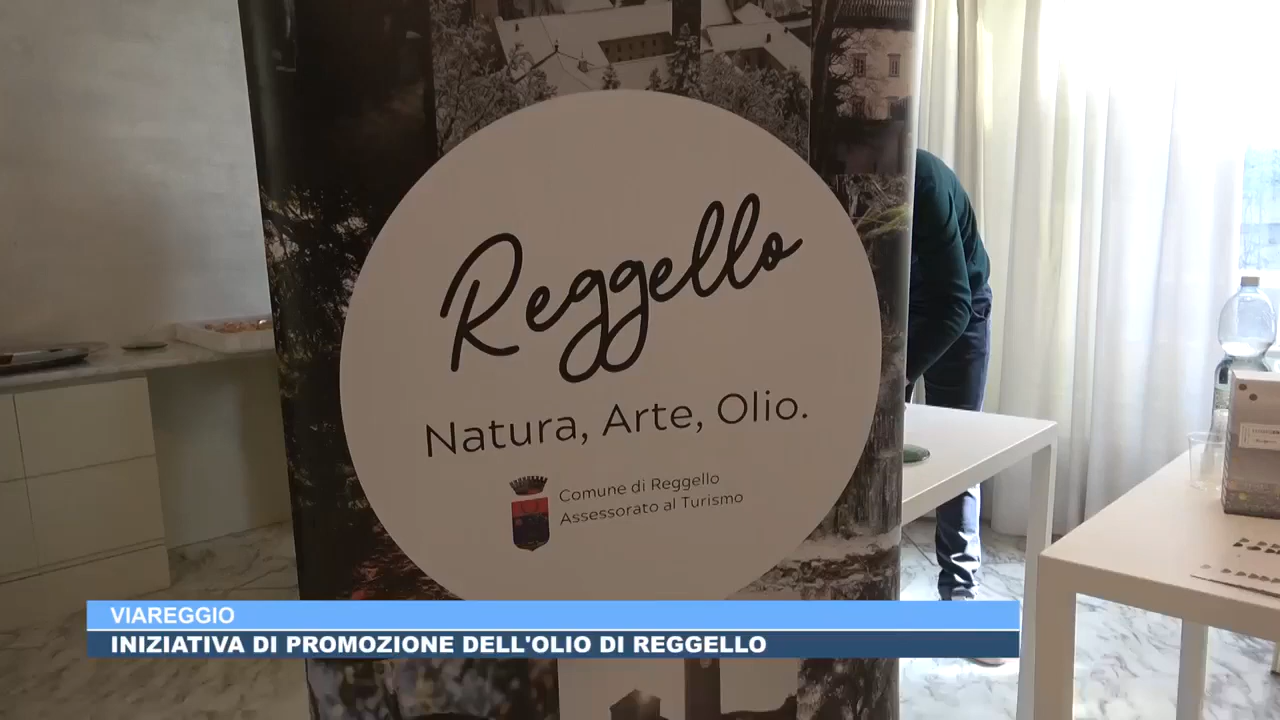 Reggello
Natura, Arte, Olio.
Comune di Reggello
Assessorato al Turismo
VIAREGGIO
INIZIATIVA DI PROMOZIONE DELL'OLIO DI REGGELLO